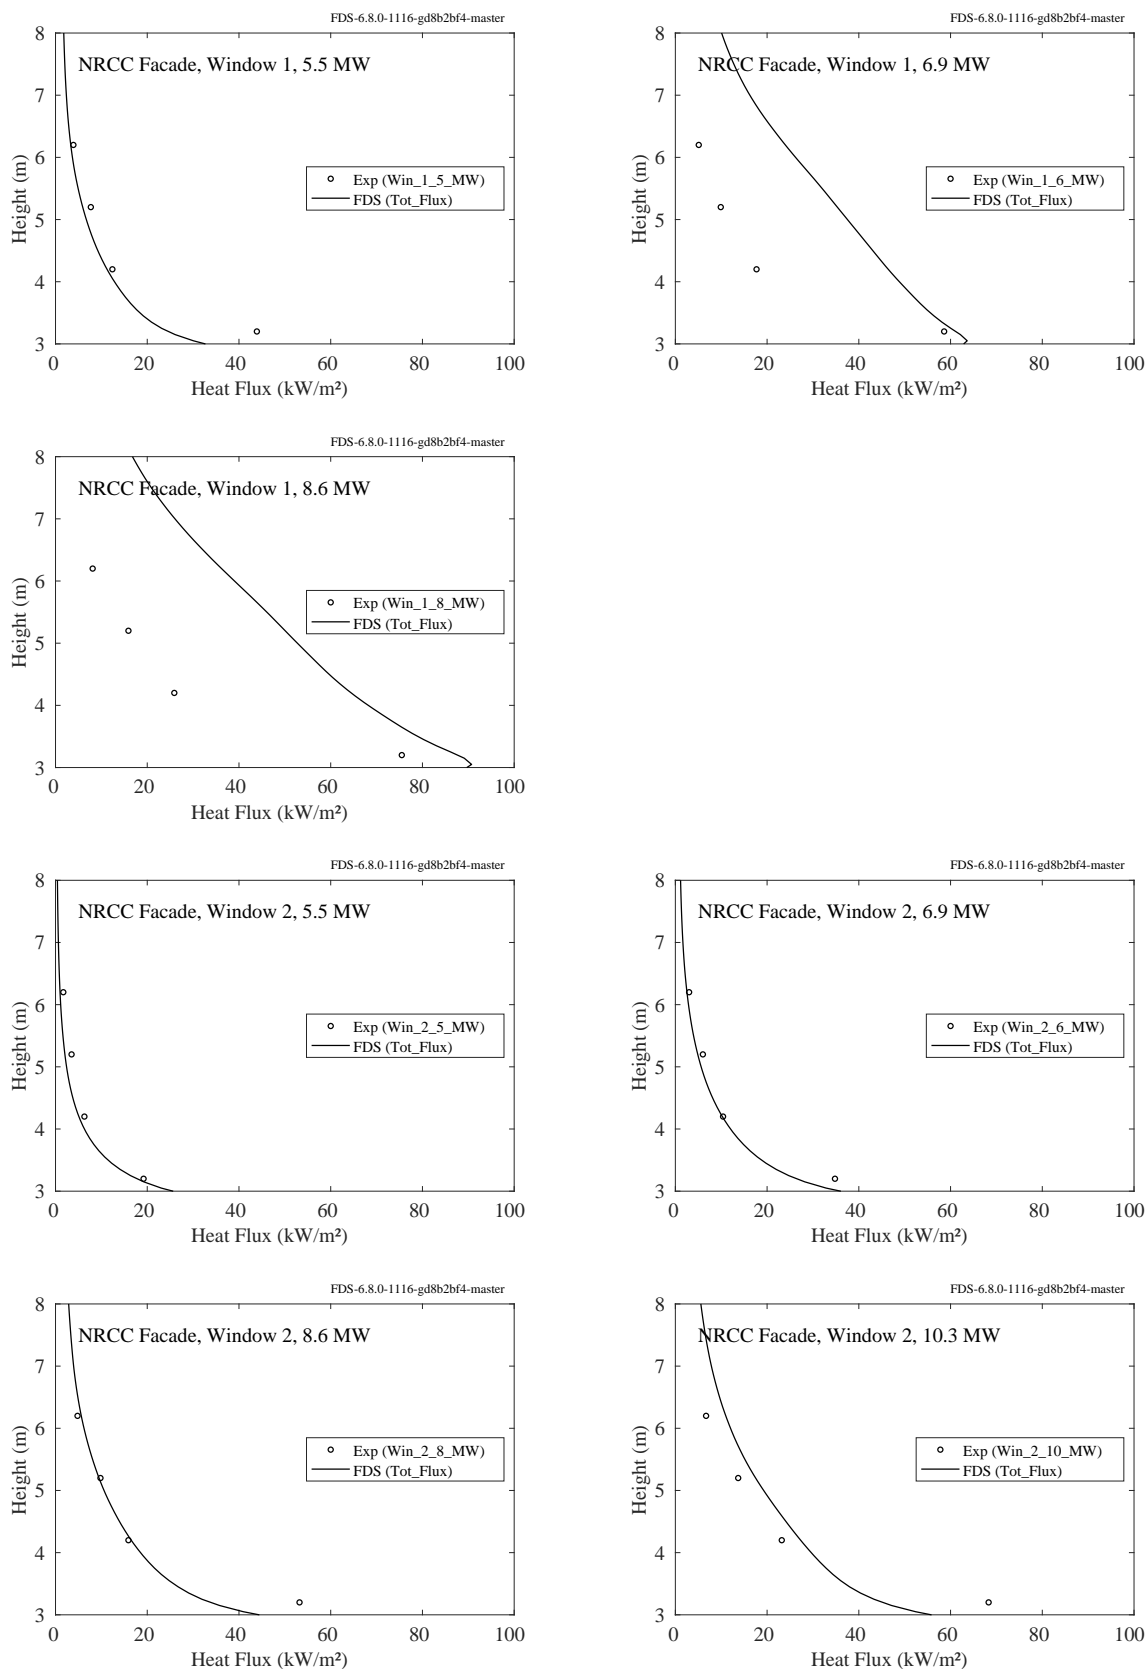 FDS-6.8.0-1116-gd8b2bf4-master
NRCC Facade, Window 1, 5.5 MW
Exp (Win_1_5_MW)
FDS (Tot_Flux)
Height (m)
8
7
6
5
4
3
0 20 40 60 80 100
Heat Flux (kW/m²)
FDS-6.8.0-1116-gd8b2bf4-master
NRCC Facade, Window 1, 6.9 MW
Exp (Win_1_6_MW)
FDS (Tot_Flux)
Height (m)
8
7
6
5
4
3
0 20 40 60 80 100
Heat Flux (kW/m²)
FDS-6.8.0-1116-gd8b2bf4-master
NRCC Facade, Window 1, 8.6 MW
Exp (Win_1_8_MW)
FDS (Tot_Flux)
Height (m)
8
7
6
5
4
3
0 20 40 60 80 100
Heat Flux (kW/m²)
FDS-6.8.0-1116-gd8b2bf4-master
NRCC Facade, Window 2, 5.5 MW
Exp (Win_2_5_MW)
FDS (Tot_Flux)
Height (m)
8
7
6
5
4
3
0 20 40 60 80 100
Heat Flux (kW/m²)
FDS-6.8.0-1116-gd8b2bf4-master
NRCC Facade, Window 2, 6.9 MW
Exp (Win_2_6_MW)
FDS (Tot_Flux)
Height (m)
8
7
6
5
4
3
0 20 40 60 80 100
Heat Flux (kW/m²)
FDS-6.8.0-1116-gd8b2bf4-master
NRCC Facade, Window 2, 8.6 MW
Exp (Win_2_8_MW)
FDS (Tot_Flux)
Height (m)
8
7
6
5
4
3
0 20 40 60 80 100
Heat Flux (kW/m²)
FDS-6.8.0-1116-gd8b2bf4-master
NRCC Facade, Window 2, 10.3 MW
Exp (Win_2_10_MW)
FDS (Tot_Flux)
Height (m)
8
7
6
5
4
3
0 20 40 60 80 100
Heat Flux (kW/m²)